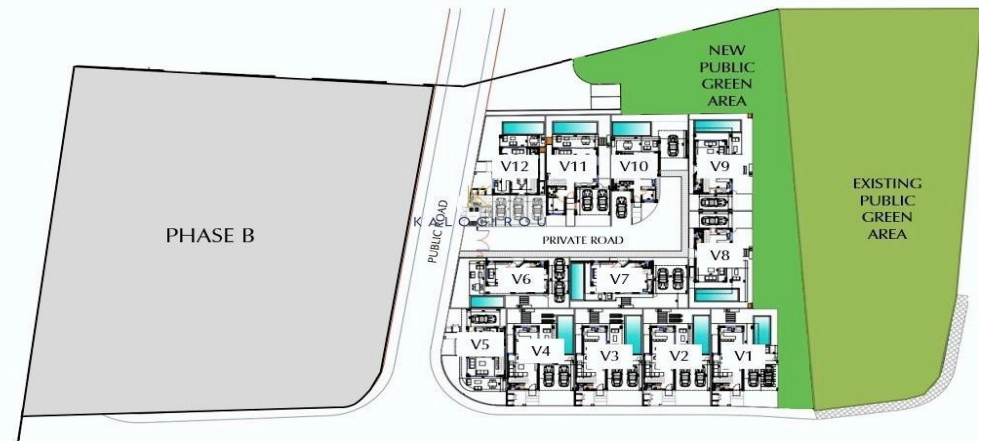 NEW
PUBLIC
GREEN
AREA
EXISTING
PUBLIC
GREEN
AREA
PHASE B
PUBLIC ROAD
KALOGIROU
PRIVATE ROAD
V12
V11
V10
V9
V8
V6
V7
V5
V4
V3
V2
V1